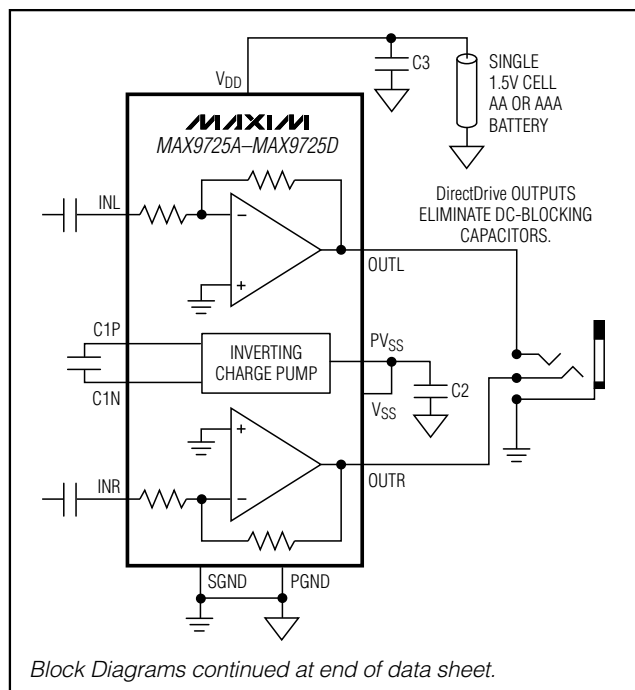 VDD
C3
SINGLE
1.5V CELL
AA OR AAA
BATTERY
MAXIM
MAX9725A–MAX9725D
INL
−
+
OUTL
DirectDrive OUTPUTS
ELIMINATE DC-BLOCKING
CAPACITORS.
C1P
C1N
INVERTING
CHARGE PUMP
PVSS
VSS
C2
+
−
INR
OUTR
SGND
PGND
Block Diagrams continued at end of data sheet.